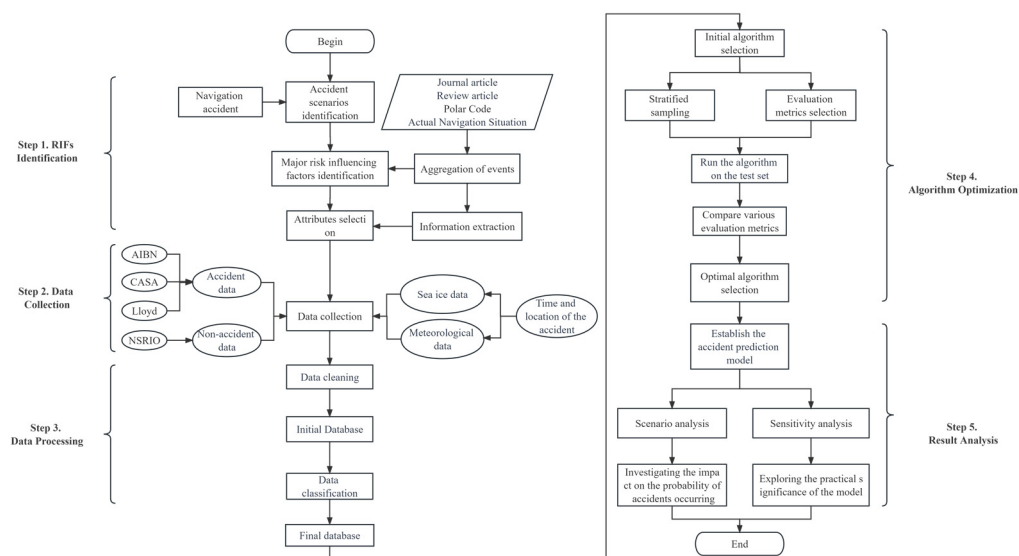 Begin
Step 1. RIFs
Identification
Navigation
accident
Accident
scenarios
identification
Journal article
Review article
Polar Code
Actual Navigation Situation
Major risk influencing
factors identification
Aggregation of events
Attributes selecti
on
Information extraction
Step 2. Data
Collection
AIBN
CASA
Lloyd
NSRIO
Accident
data
Non-accident
data
Data collection
Sea ice data
Meteorological
data
Time and
location of the
accident
Step 3.
Data Processing
Data cleaning
Initial Database
Data
classification
Final database
Initial algorithm
selection
Stratified
sampling
Evaluation
metrics selection
Run the algorithm
on the test set
Compare various
evaluation metrics
Optimal algorithm
selection
Step 4.
Algorithm Optimization
Establish the
accident prediction
model
Scenario analysis
Sensitivity analysis
Investigating the impa
ct on the probability of
accidents occurring
Exploring the practical s
ignificance of the model
End
Step 5.
Result Analysis